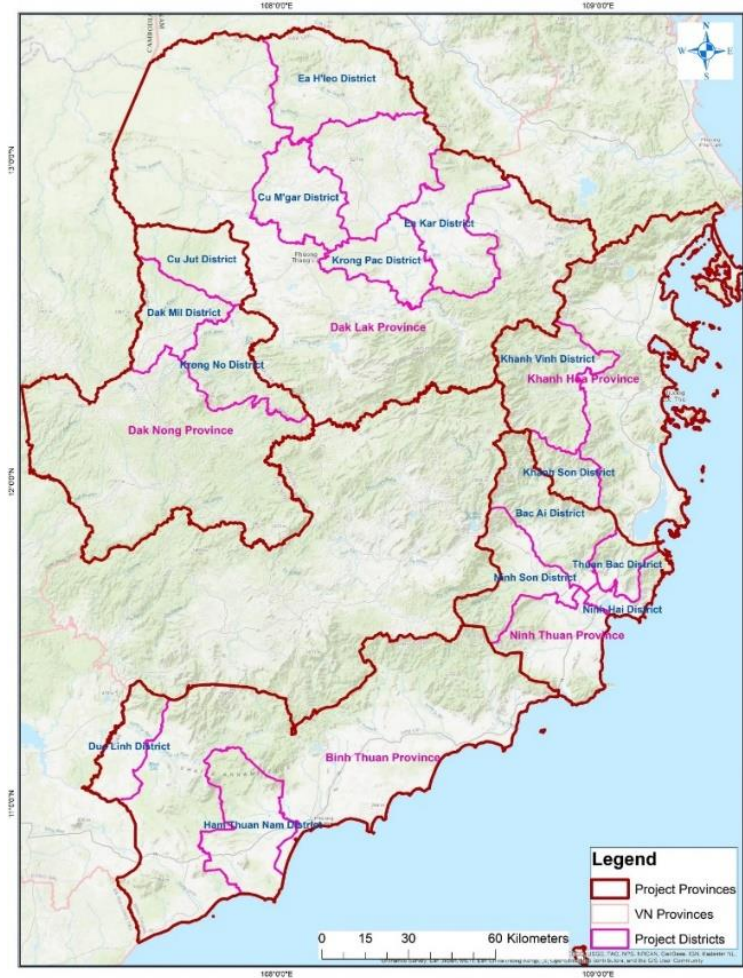 108°0'0"E
109°0'0"E
N
W
E
S
CAMBODIA
Ea H'leo District
13°0'0"N
Cu M'gar District
Ea Kar District
Cu Jut District
Krong Pac District
Dak Mil District
Dak Lak Province
Krong No District
Khanh Vinh District
Khanh Hoa Province
Dak Nong Province
12°0'0"N
Khanh Son District
Bac Ai District
Thuan Bac District
Ninh Son District
Ninh Hai District
Ninh Thuan Province
Duc Linh District
Binh Thuan Province
11°0'0"N
Ham Thuan Nam District
Legend
Project Provinces
VN Provinces
Project Districts
0 15 30 60 Kilometers
108°0'0"E
109°0'0"E